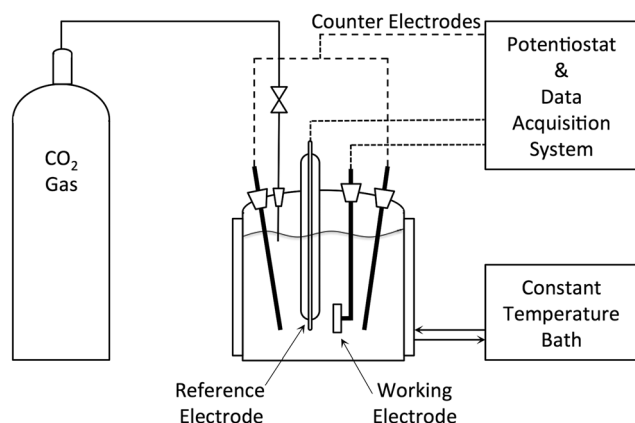 Counter Electrodes
Potentiostat
&
Data
Acquisition
System
CO₂
Gas
Constant
Temperature
Bath
Reference
Electrode
Working
Electrode